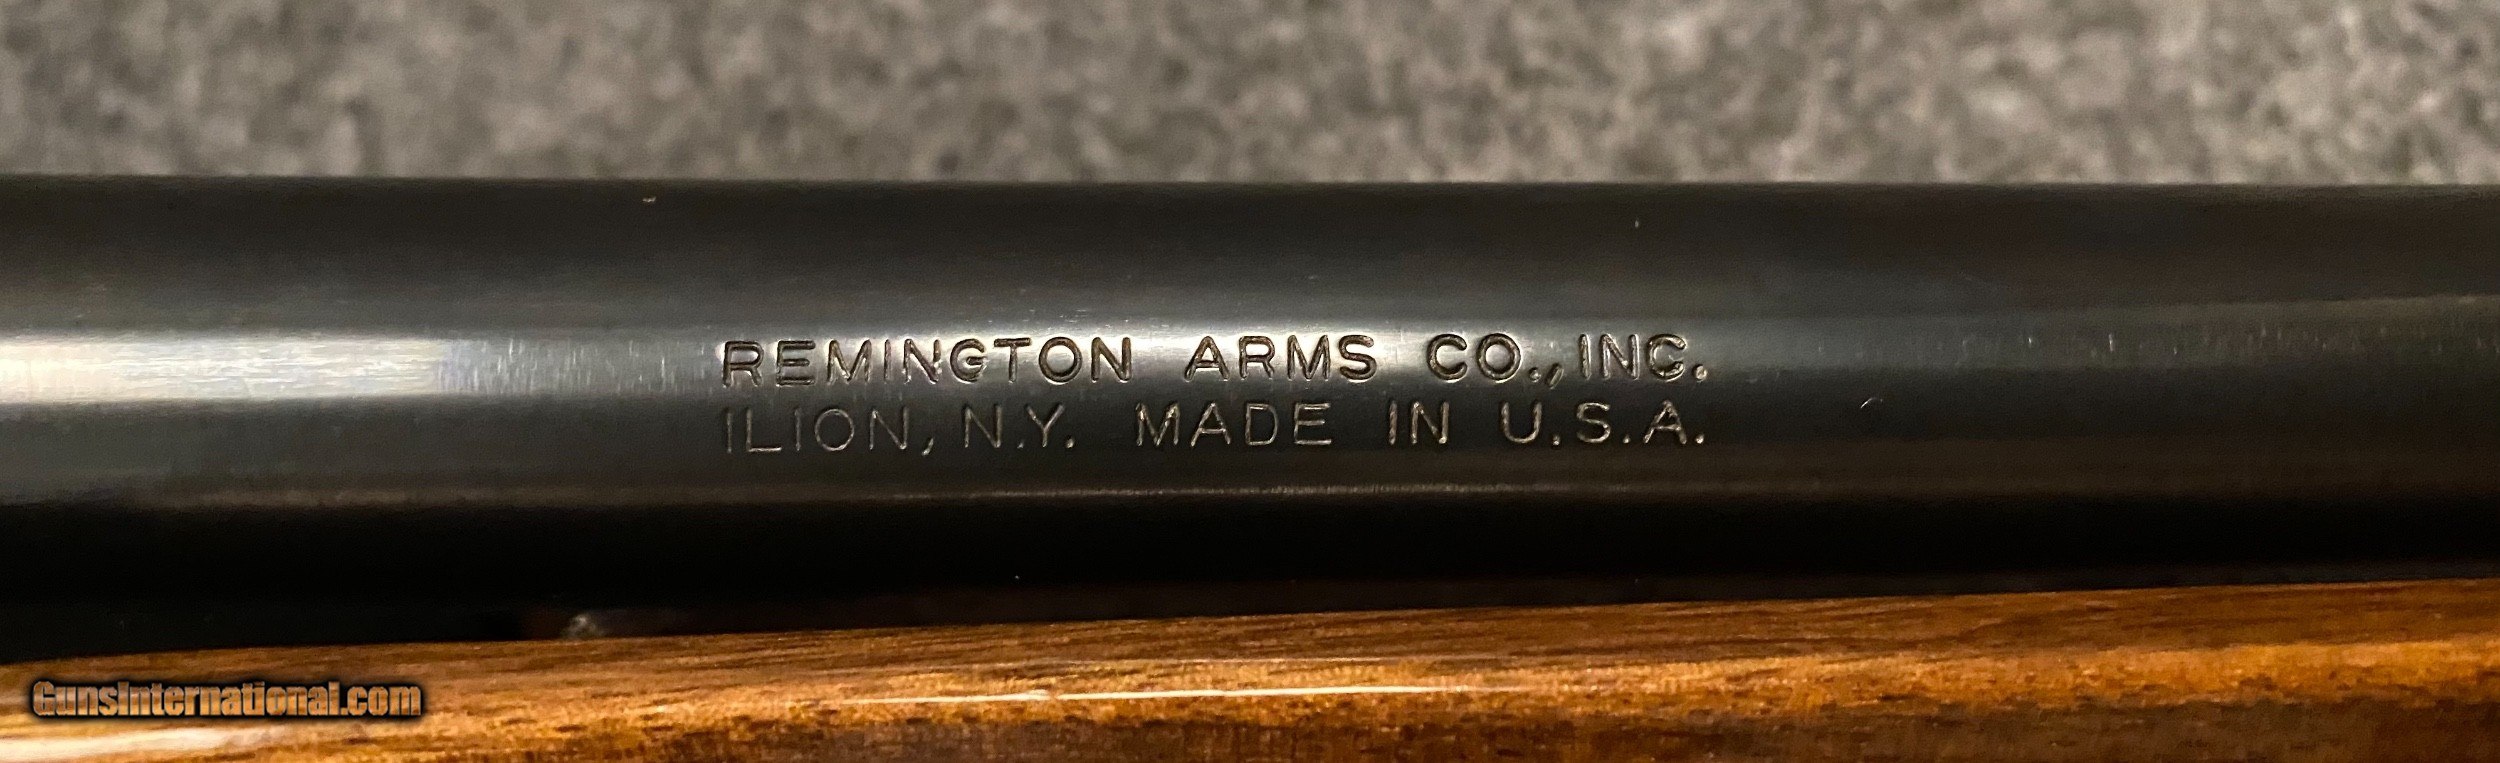 REMINGTON ARMS CO., INC.
ILION, N.Y. MADE IN U.S.A.
GunsInternational.com